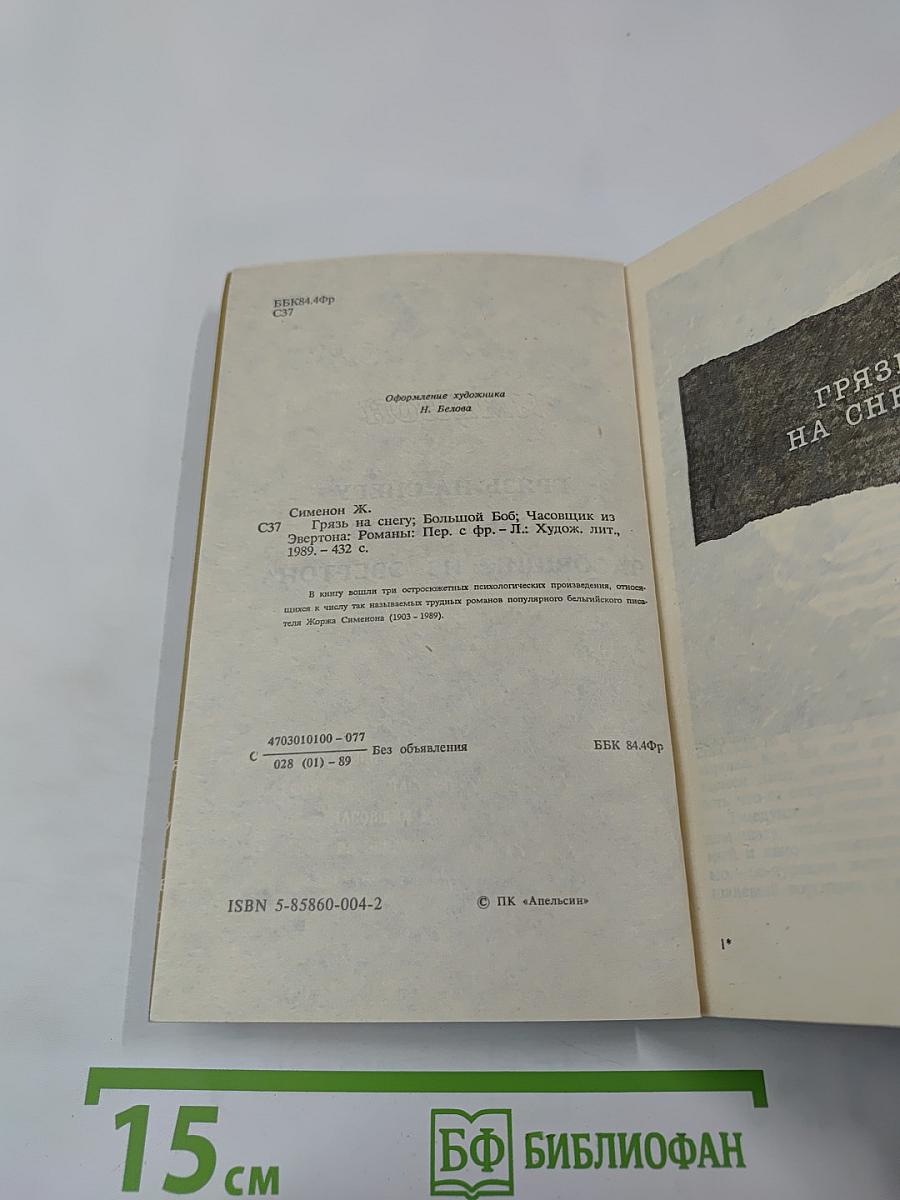 ББК84.4Фр
С37
Оформление художника
Н. Белова
Сименон Ж.
С37 Грязь на снегу; Большой Боб; Часовщик из
Эвертона: Романы: Пер. с фр. – Л.: Худож. лит.,
1989. – 432 с.
В книгу вошли три остросюжетных психологических произведения, относя-
щихся к числу так называемых трудных романов популярного бельгийского писа-
теля Жоржа Сименона (1903 – 1989).
С 4703010100 – 077
028 (01) – 89
Без объявления
ББК 84.4Фр
ISBN 5-85860-004-2
© ПК «Апельсин»
ГРЯЗЬ
НА СНЕ
1*
15 см
БФ БИБЛИОФАН